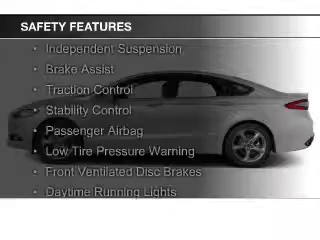 SAFETY FEATURES
• Independent Suspension
• Brake Assist
• Traction Control
• Stability Control
• Passenger Airbag
• Low Tire Pressure Warning
• Front Ventilated Disc Brakes
• Daytime Running Lights